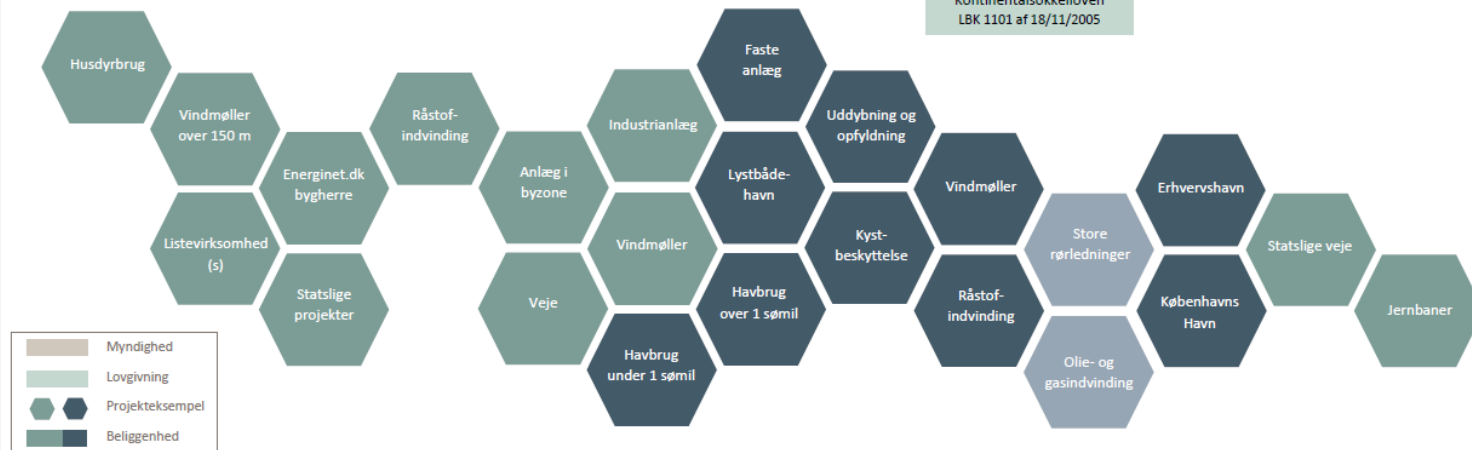 Kontinentalsokkelloven
LBK 1101 af 18/11/2005
Husdyrbrug
Vindmøller
over 150 m
Listevirksomhed
(s)
Energinet.dk
bygherre
Statslige
projekter
Råstof-
indvinding
Anlæg i
byzone
Veje
Industrianlæg
Vindmøller
Havbrug
under 1 sømil
Faste
anlæg
Lystbåde-
havn
Havbrug
over 1 sømil
Uddybning og
opfyldning
Kyst-
beskyttelse
Vindmøller
Råstof-
indvinding
Store
rørledninger
Olie- og
gasindvinding
Erhvervshavn
Københavns
Havn
Statslige veje
Jernbaner
Myndighed
Lovgivning
Projekteksempel
Beliggenhed